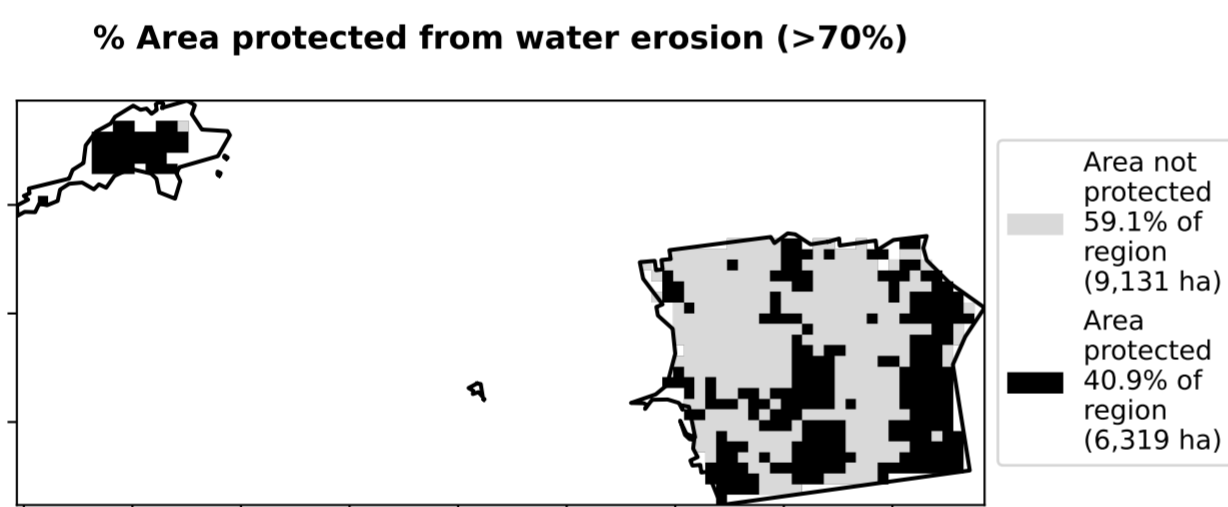 % Area protected from water erosion (>70%)
Area not
protected
59.1% of
region
(9,131 ha)
Area
protected
40.9% of
region
(6,319 ha)